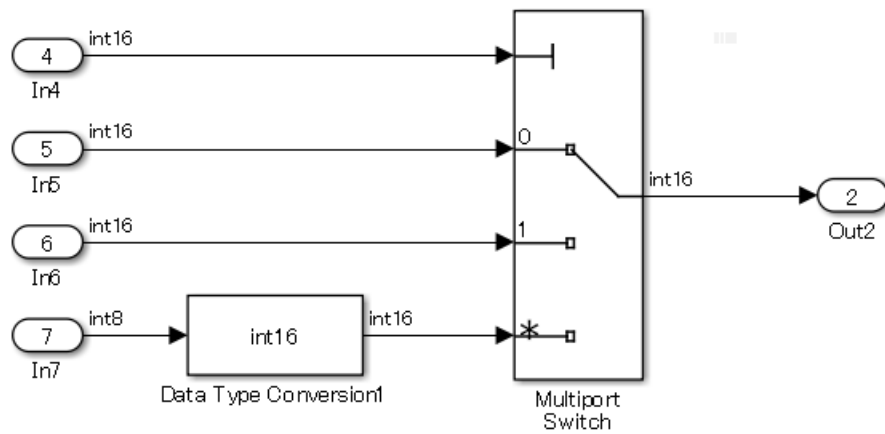 int16
4
In4
int16
0
5
In5
int16
2
Out2
int16
1
6
In6
int8
int16
*
7
int16
In7
Data Type Conversion1
Multiport
Switch